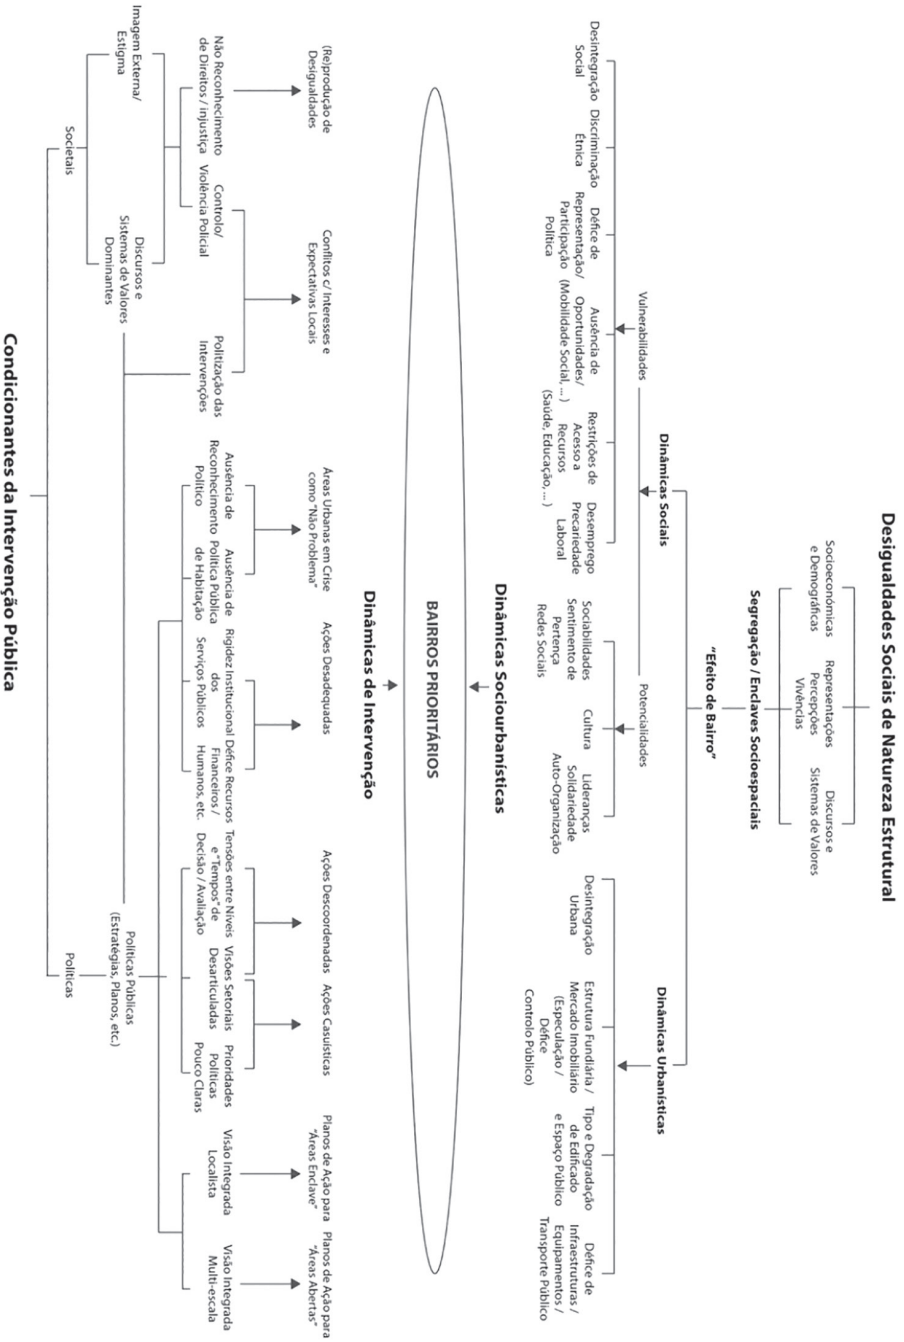 Desigualdades Sociais de Natureza Estrutural
Socioeconómicas
e Demográficas
Representações
Percepções
Vivências
Discursos e
Sistemas de Valores
Segregação / Enclaves Socioespaciais
“Efeito de Bairro”
Dinâmicas Sociais
Dinâmicas Urbanísticas
Vulnerabilidades
Potencialidades
Desintegração
Social
Discriminação
Étnica
Défice de
Representação/
Participação
Política
Ausência de
Oportunidades/
(Mobilidade Social, ... )
Restrições de
Acesso a
Recursos
(Saúde, Educação, ... )
Desemprego
Precariedade
Laboral
Sociabilidades
Sentimento de
Pertença
Redes Sociais
Cultura
Lideranças
Solidariedade
Auto-Organização
Desintegração
Urbana
Estrutura Fundiária /
Mercado Imobiliário
(Especulação /
Défice
Controlo Público)
Tipo e Degradação
de Edificado
e Espaço Público
Défice de
Infraestruturas /
Equipamentos /
Transporte Público
Dinâmicas Sociourbanísticas
BAIRROS PRIORITÁRIOS
Dinâmicas de Intervenção
(Re)produção de
Desigualdades
Conflitos c/ Interesses e
Expectativas Locais
Áreas Urbanas em Crise
como “Não Problema”
Ações Desadequadas
Ações Descoordenadas
Ações Casuísticas
Planos de Ação para
“Áreas Enclave”
Planos de Ação para
“Áreas Abertas”
Não Reconhecimento
de Direitos / injustiça
Controlo/
Violência Policial
Politização das
Intervenções
Ausência de
Reconhecimento
Político
Ausência de
Política Pública
de Habitação
Rigidez Institucional
dos
Serviços Públicos
Défice Recursos
Financeiros /
Humanos, etc.
Tensões entre Níveis
e “Tempos” de
Decisão / Avaliação
Visões Setoriais
Desarticuladas
Prioridades
Políticas
Pouco Claras
Visão Integrada
Localista
Visão Integrada
Multi-escala
Imagem Externa/
Estigma
Discursos e
Sistemas de Valores
Dominantes
Políticas Públicas
(Estratégias, Planos, etc.)
Societais
Políticas
Condicionantes da Intervenção Pública